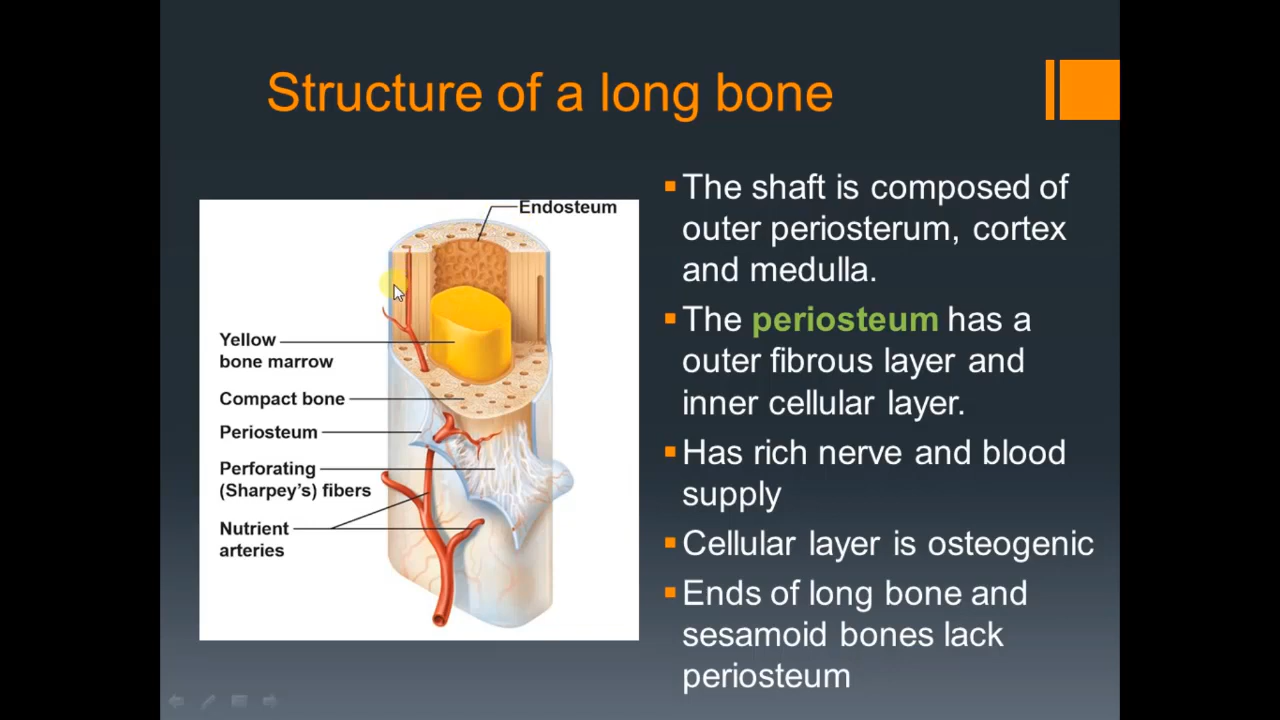 Structure of a long bone
Endosteum
Yellow
bone marrow
Compact bone
Periosteum
Perforating
(Sharpey's) fibers
Nutrient
arteries
The shaft is composed of
outer periosterum, cortex
and medulla.
The periosteum has a
outer fibrous layer and
inner cellular layer.
Has rich nerve and blood
supply
Cellular layer is osteogenic
Ends of long bone and
sesamoid bones lack
periosteum